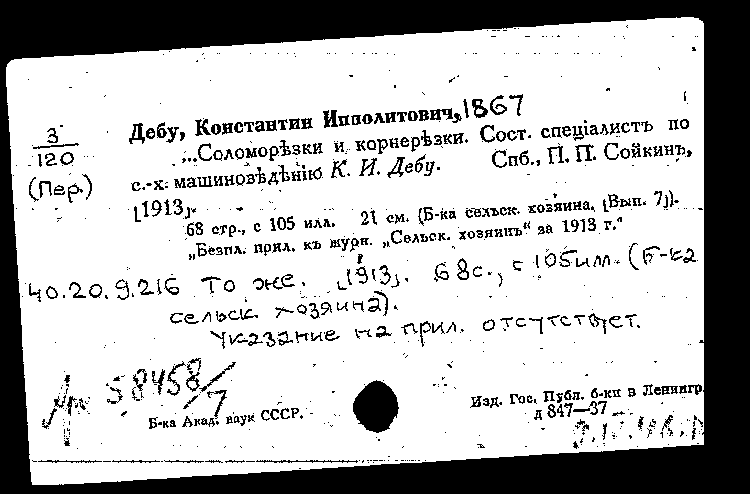 3
120
(Пер.)
Дебу, Константин Ипполитович, 1867
„Соломорѣзки и корнерѣзки. Сост. спеціалистъ по
с.-х. машиновѣдѣнію К. И. Дебу. Спб., П. П. Сойкинъ,
[1913].
68 стр., с 105 илл. 21 см. (Б-ка сельск. хозяина. [Вып. 7]).
„Безпл. прил. къ журн. „Сельск. хозяинъ“ за 1913 г.“
40.20.9.216 То же. [1913]. 68с., с 105илл. (Б-ка
сельск. хозяина).
Указание на прил. отсутствует.
58458/7
Б-ка Акад. наук СССР.
Изд. Гос. Публ. б-ки в Ленингр.
л 847—37